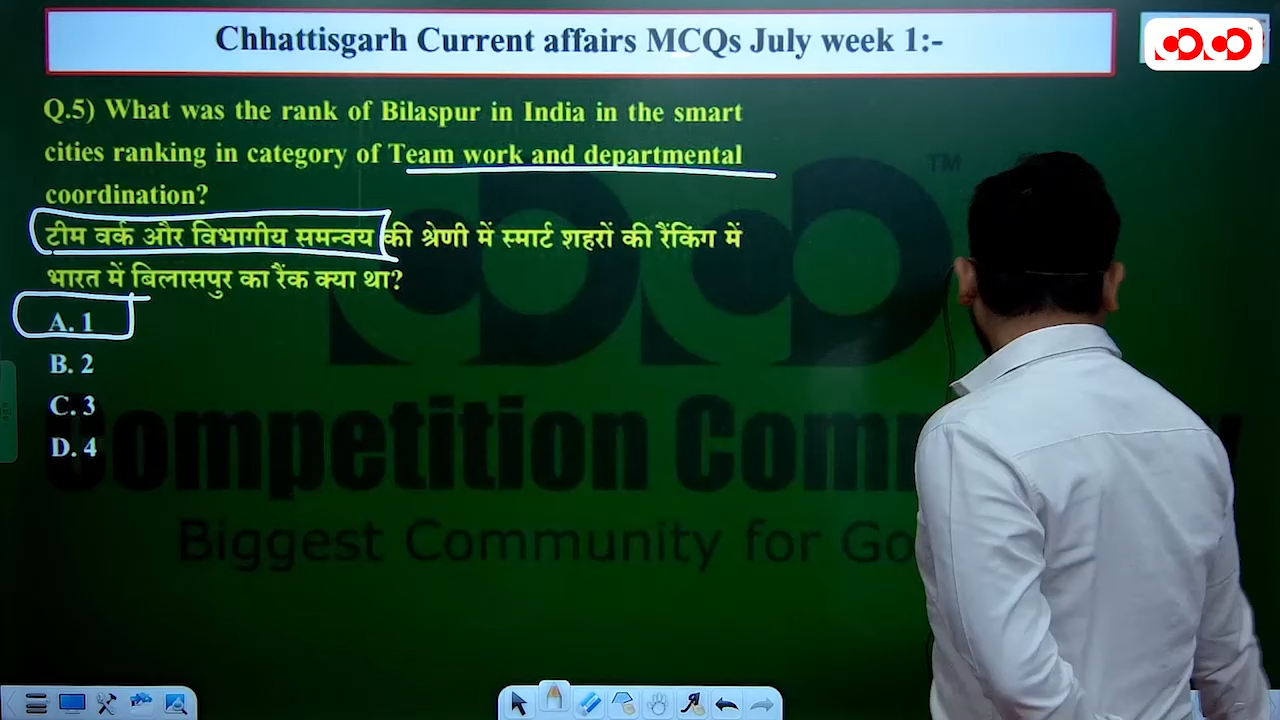 Chhattisgarh Current affairs MCQs July week 1:-
Q.5) What was the rank of Bilaspur in India in the smart
cities ranking in category of Team work and departmental
coordination?
टीम वर्क और विभागीय समन्वय की श्रेणी में स्मार्ट शहरों की रैंकिंग में
भारत में बिलासपुर का रैंक क्या था?
A. 1
B. 2
C. 3
D. 4
TM
Competition Comm
Biggest Community for Go